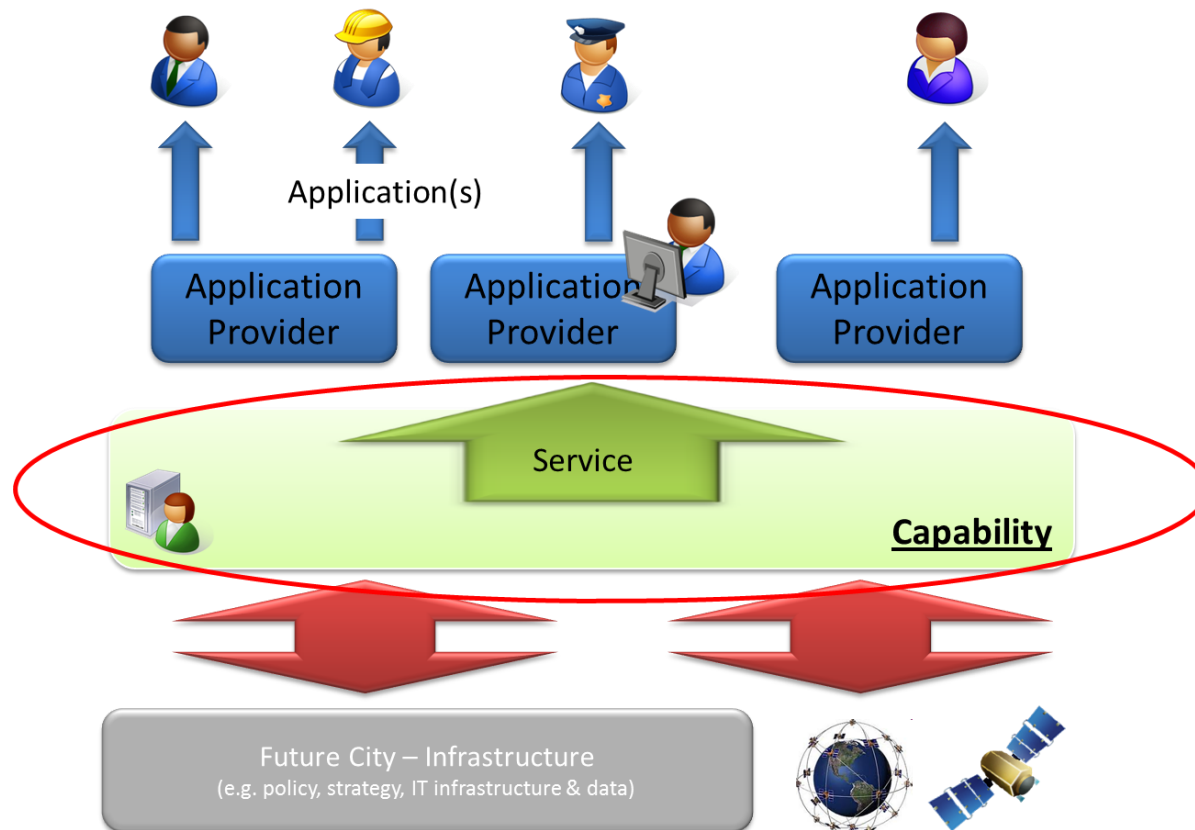 Application(s)
Application
Provider
Application
Provider
Application
Provider
Service
Capability
Future City – Infrastructure
(e.g. policy, strategy, IT infrastructure & data)